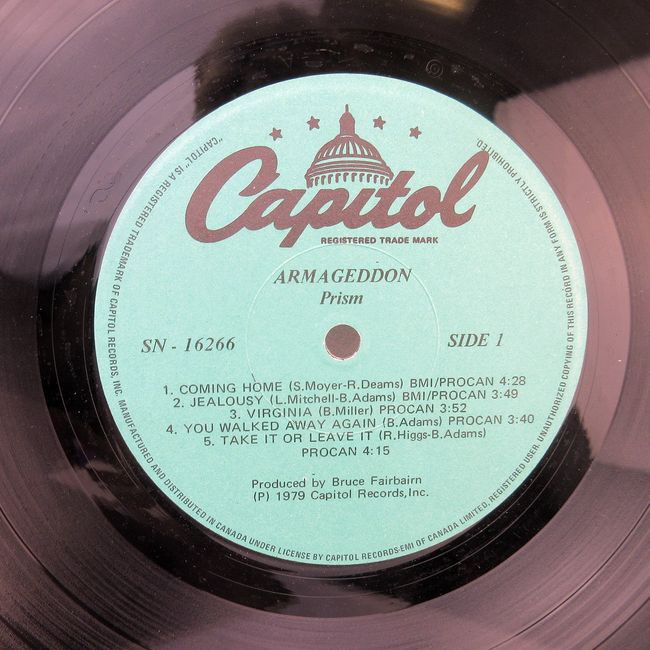 Capitol
REGISTERED TRADE MARK
ARMAGEDDON
Prism
SN - 16266
SIDE 1
1. COMING HOME (S.Moyer-R.Deams) BMI/PROCAN 4:28
2. JEALOUSY (L.Mitchell-B.Adams) BMI/PROCAN 3:49
3. VIRGINIA (B.Miller) PROCAN 3:52
4. YOU WALKED AWAY AGAIN (B.Adams) PROCAN 3:40
5. TAKE IT OR LEAVE IT (R.Higgs-B.Adams)
PROCAN 4:15
Produced by Bruce Fairbairn
(P) 1979 Capitol Records,Inc.
"CAPITOL" IS A REGISTERED TRADEMARK OF CAPITOL RECORDS, INC. MANUFACTURED AND DISTRIBUTED IN CANADA UNDER LICENSE BY CAPITOL RECORDS-EMI OF CANADA LIMITED, REGISTERED USER. UNAUTHORIZED COPYING OF THIS RECORD IN ANY FORM IS STRICTLY PROHIBITED.